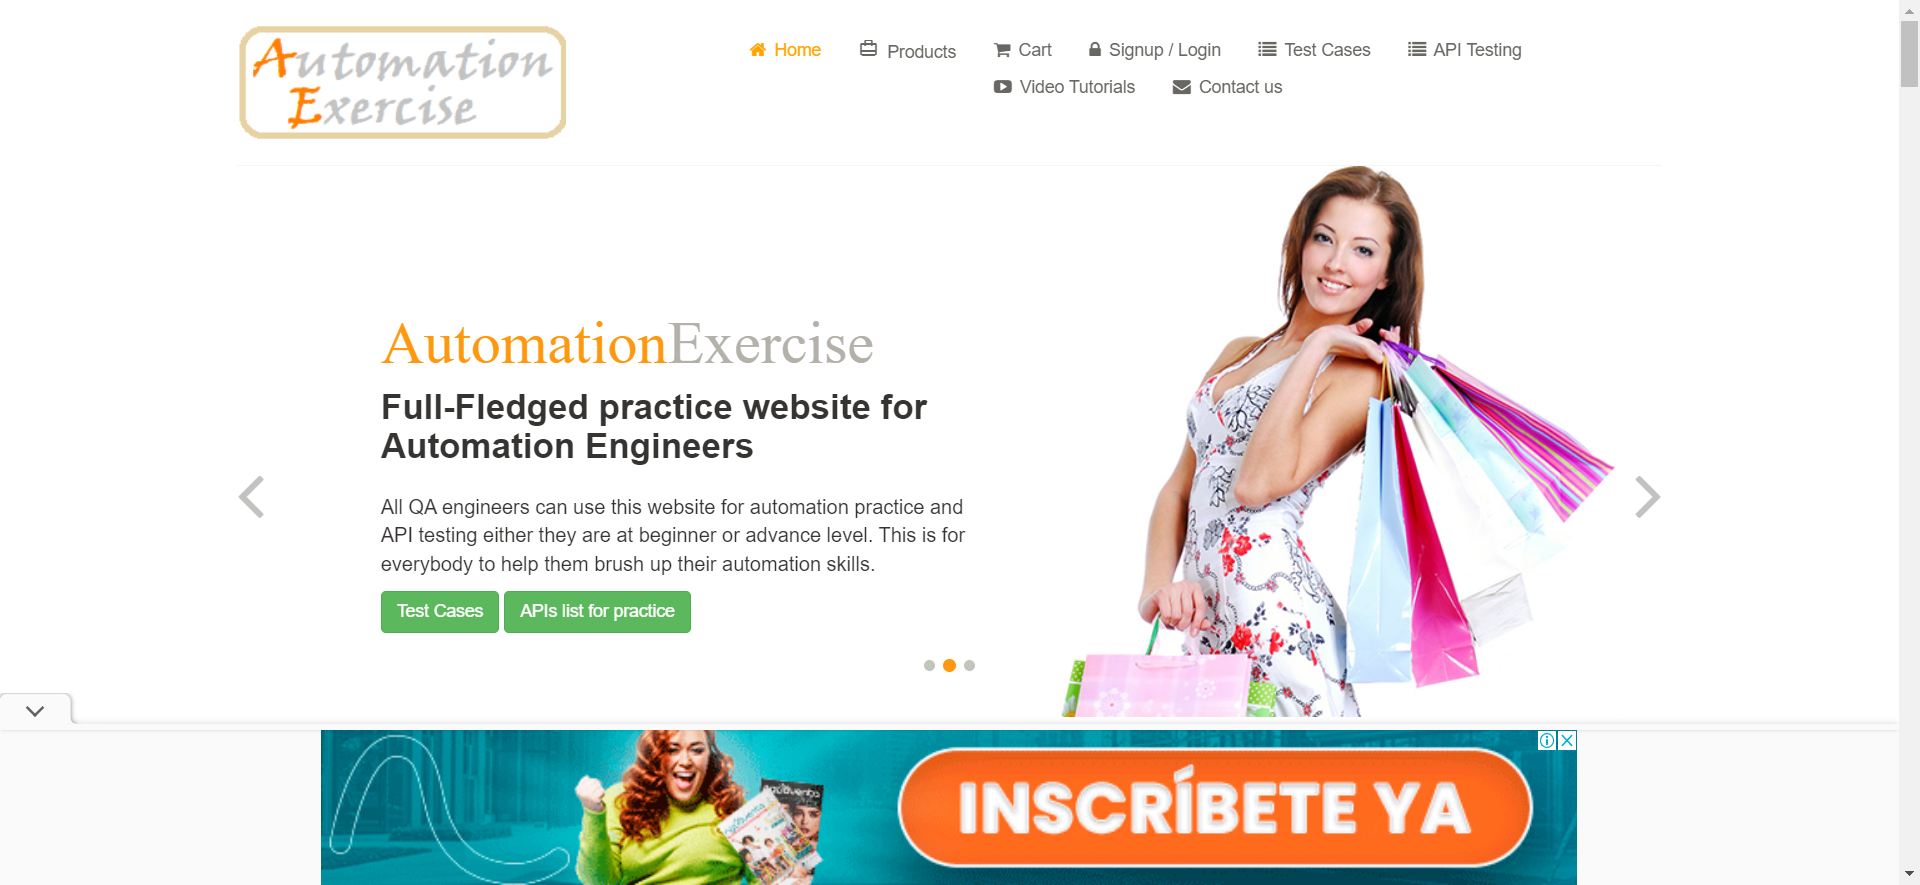 Automation
Exercise
Home
Products
Cart
Signup / Login
Test Cases
API Testing
Video Tutorials
Contact us
AutomationExercise
Full-Fledged practice website for
Automation Engineers
All QA engineers can use this website for automation practice and
API testing either they are at beginner or advance level. This is for
everybody to help them brush up their automation skills.
Test Cases
APIs list for practice
INSCRÍBETE YA